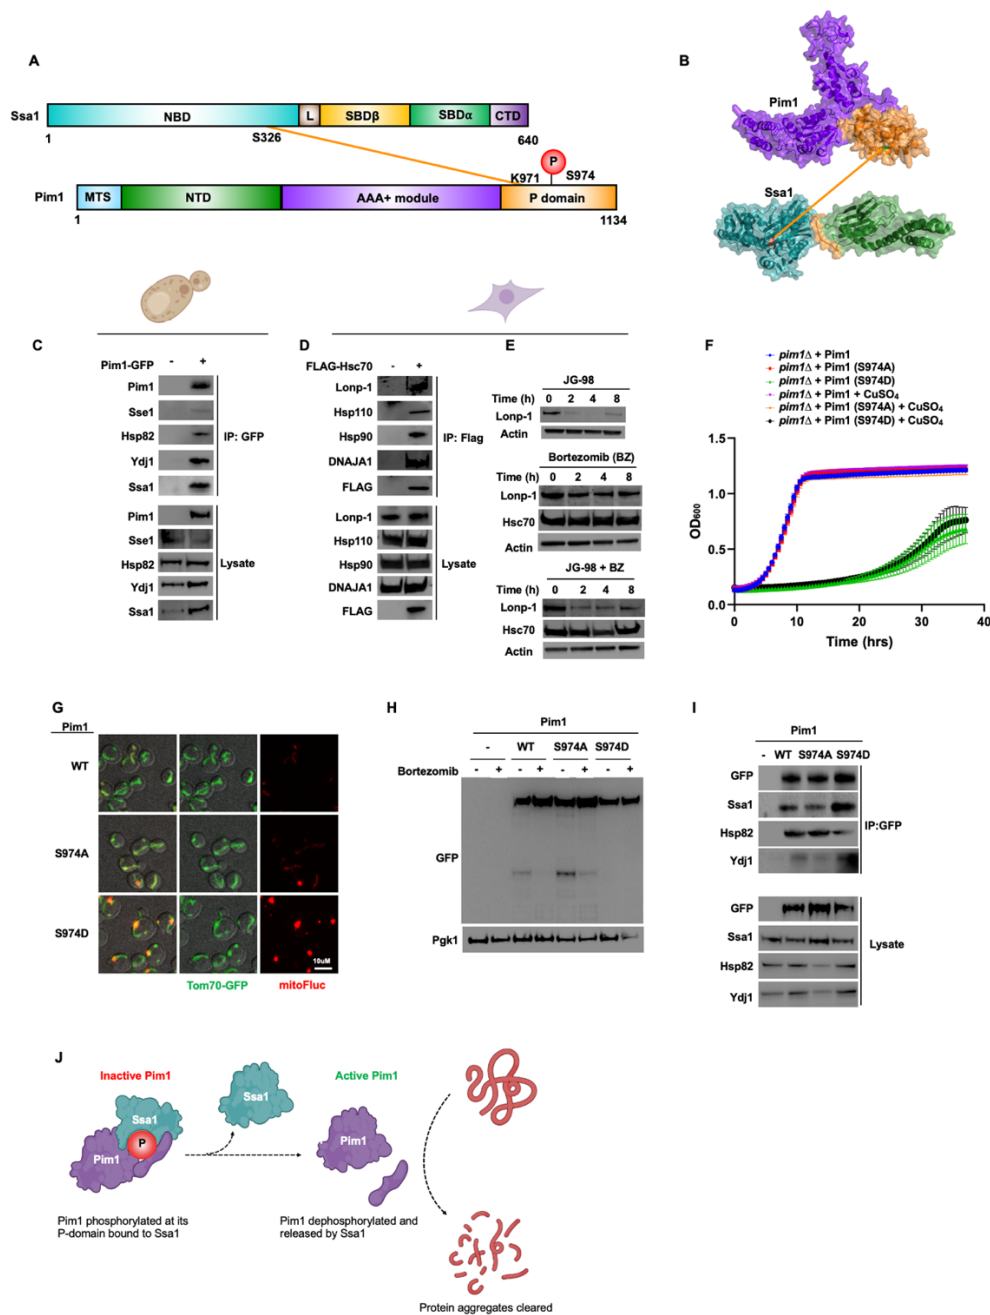 A
Ssa1
NBD
L
SBDβ
SBDα
CTD
1
S326
640
P
K971
S974
Pim1
MTS
NTD
AAA+ module
P domain
1
1134
B
Pim1
Ssa1
C
Pim1-GFP - +
Pim1
Sse1
Hsp82
Ydj1
Ssa1
IP: GFP
Pim1
Sse1
Hsp82
Ydj1
Ssa1
Lysate
D
FLAG-Hsc70 - +
Lonp-1
Hsp110
Hsp90
DNAJA1
FLAG
IP: Flag
Lonp-1
Hsp110
Hsp90
DNAJA1
FLAG
Lysate
E
JG-98
Time (h) 0 2 4 8
Lonp-1
Actin
Bortezomib (BZ)
Time (h) 0 2 4 8
Lonp-1
Hsc70
Actin
JG-98 + BZ
Time (h) 0 2 4 8
Lonp-1
Hsc70
Actin
F
pim1Δ + Pim1
pim1Δ + Pim1 (S974A)
pim1Δ + Pim1 (S974D)
pim1Δ + Pim1 + CuSO4
pim1Δ + Pim1 (S974A) + CuSO4
pim1Δ + Pim1 (S974D) + CuSO4
OD600
1.5
1.0
0.5
0.0
0 10 20 30 40
Time (hrs)
G
Pim1
WT
S974A
S974D
10uM
Tom70-GFP
mitoFluc
H
Pim1
- WT S974A S974D
Bortezomib - + - + - + - +
GFP
Pgk1
I
Pim1
- WT S974A S974D
GFP
Ssa1
Hsp82
Ydj1
IP:GFP
GFP
Ssa1
Hsp82
Ydj1
Lysate
J
Inactive Pim1
Ssa1
P
Pim1
Ssa1
Active Pim1
Pim1
Pim1 phosphorylated at its
P-domain bound to Ssa1
Pim1 dephosphorylated and
released by Ssa1
Protein aggregates cleared